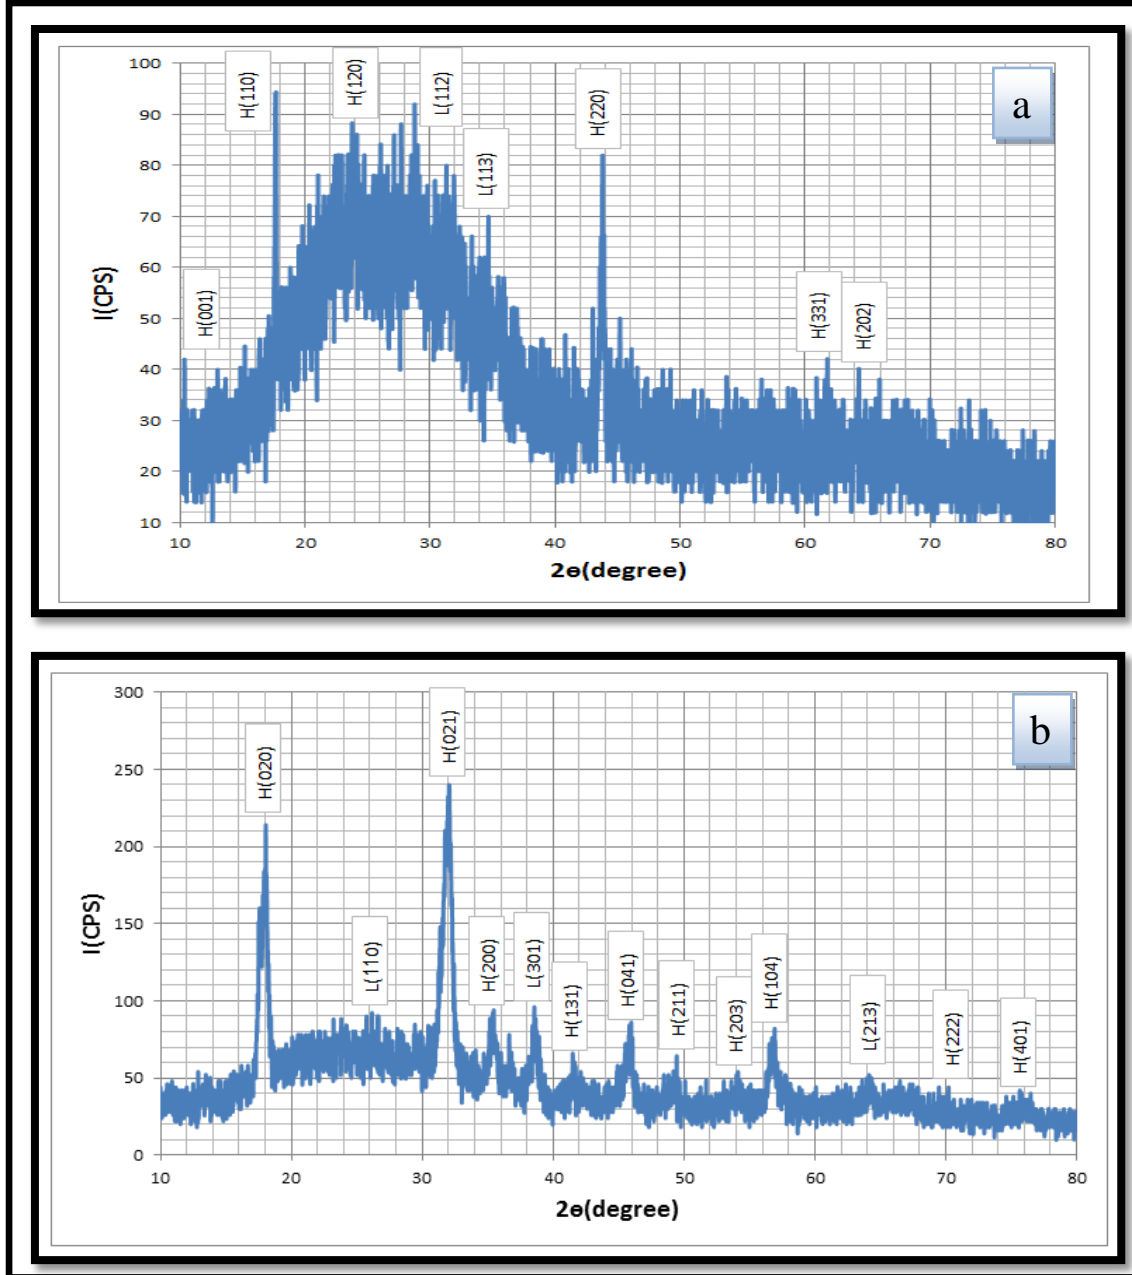 a
100
90
80
70
60
50
40
30
20
10
I(CPS)
H(001)
H(110)
H(120)
L(112)
L(113)
H(220)
H(331)
H(202)
10 20 30 40 50 60 70 80
2ɵ(degree)
b
300
250
200
150
100
50
0
I(CPS)
H(020)
L(110)
H(021)
H(200)
L(301)
H(131)
H(041)
H(211)
H(203)
H(104)
L(213)
H(222)
H(401)
10 20 30 40 50 60 70 80
2ɵ(degree)